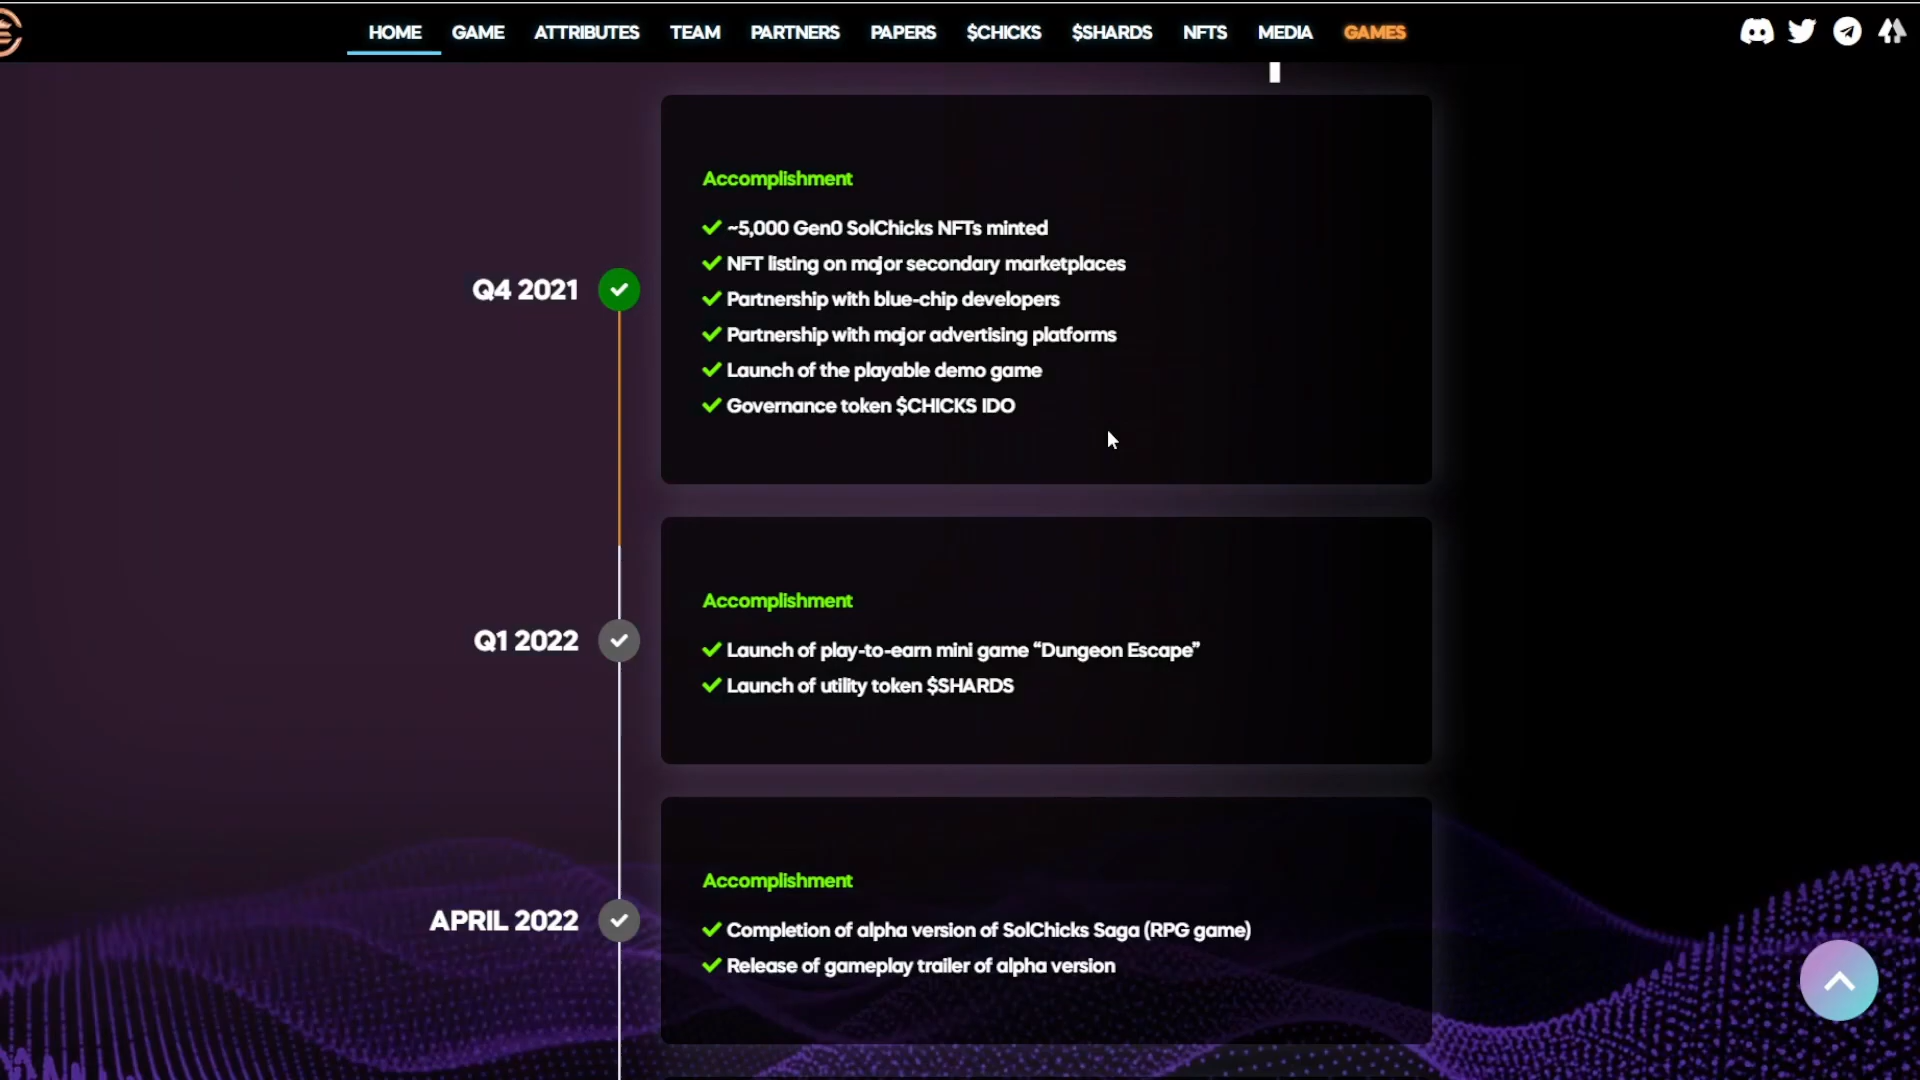 HOME GAME ATTRIBUTES TEAM PARTNERS PAPERS $CHICKS $SHARDS NFTS MEDIA GAMES
Q4 2021
Accomplishment
~5,000 Gen0 SolChicks NFTs minted
NFT listing on major secondary marketplaces
Partnership with blue-chip developers
Partnership with major advertising platforms
Launch of the playable demo game
Governance token $CHICKS IDO
Q1 2022
Accomplishment
Launch of play-to-earn mini game “Dungeon Escape”
Launch of utility token $SHARDS
APRIL 2022
Accomplishment
Completion of alpha version of SolChicks Saga (RPG game)
Release of gameplay trailer of alpha version